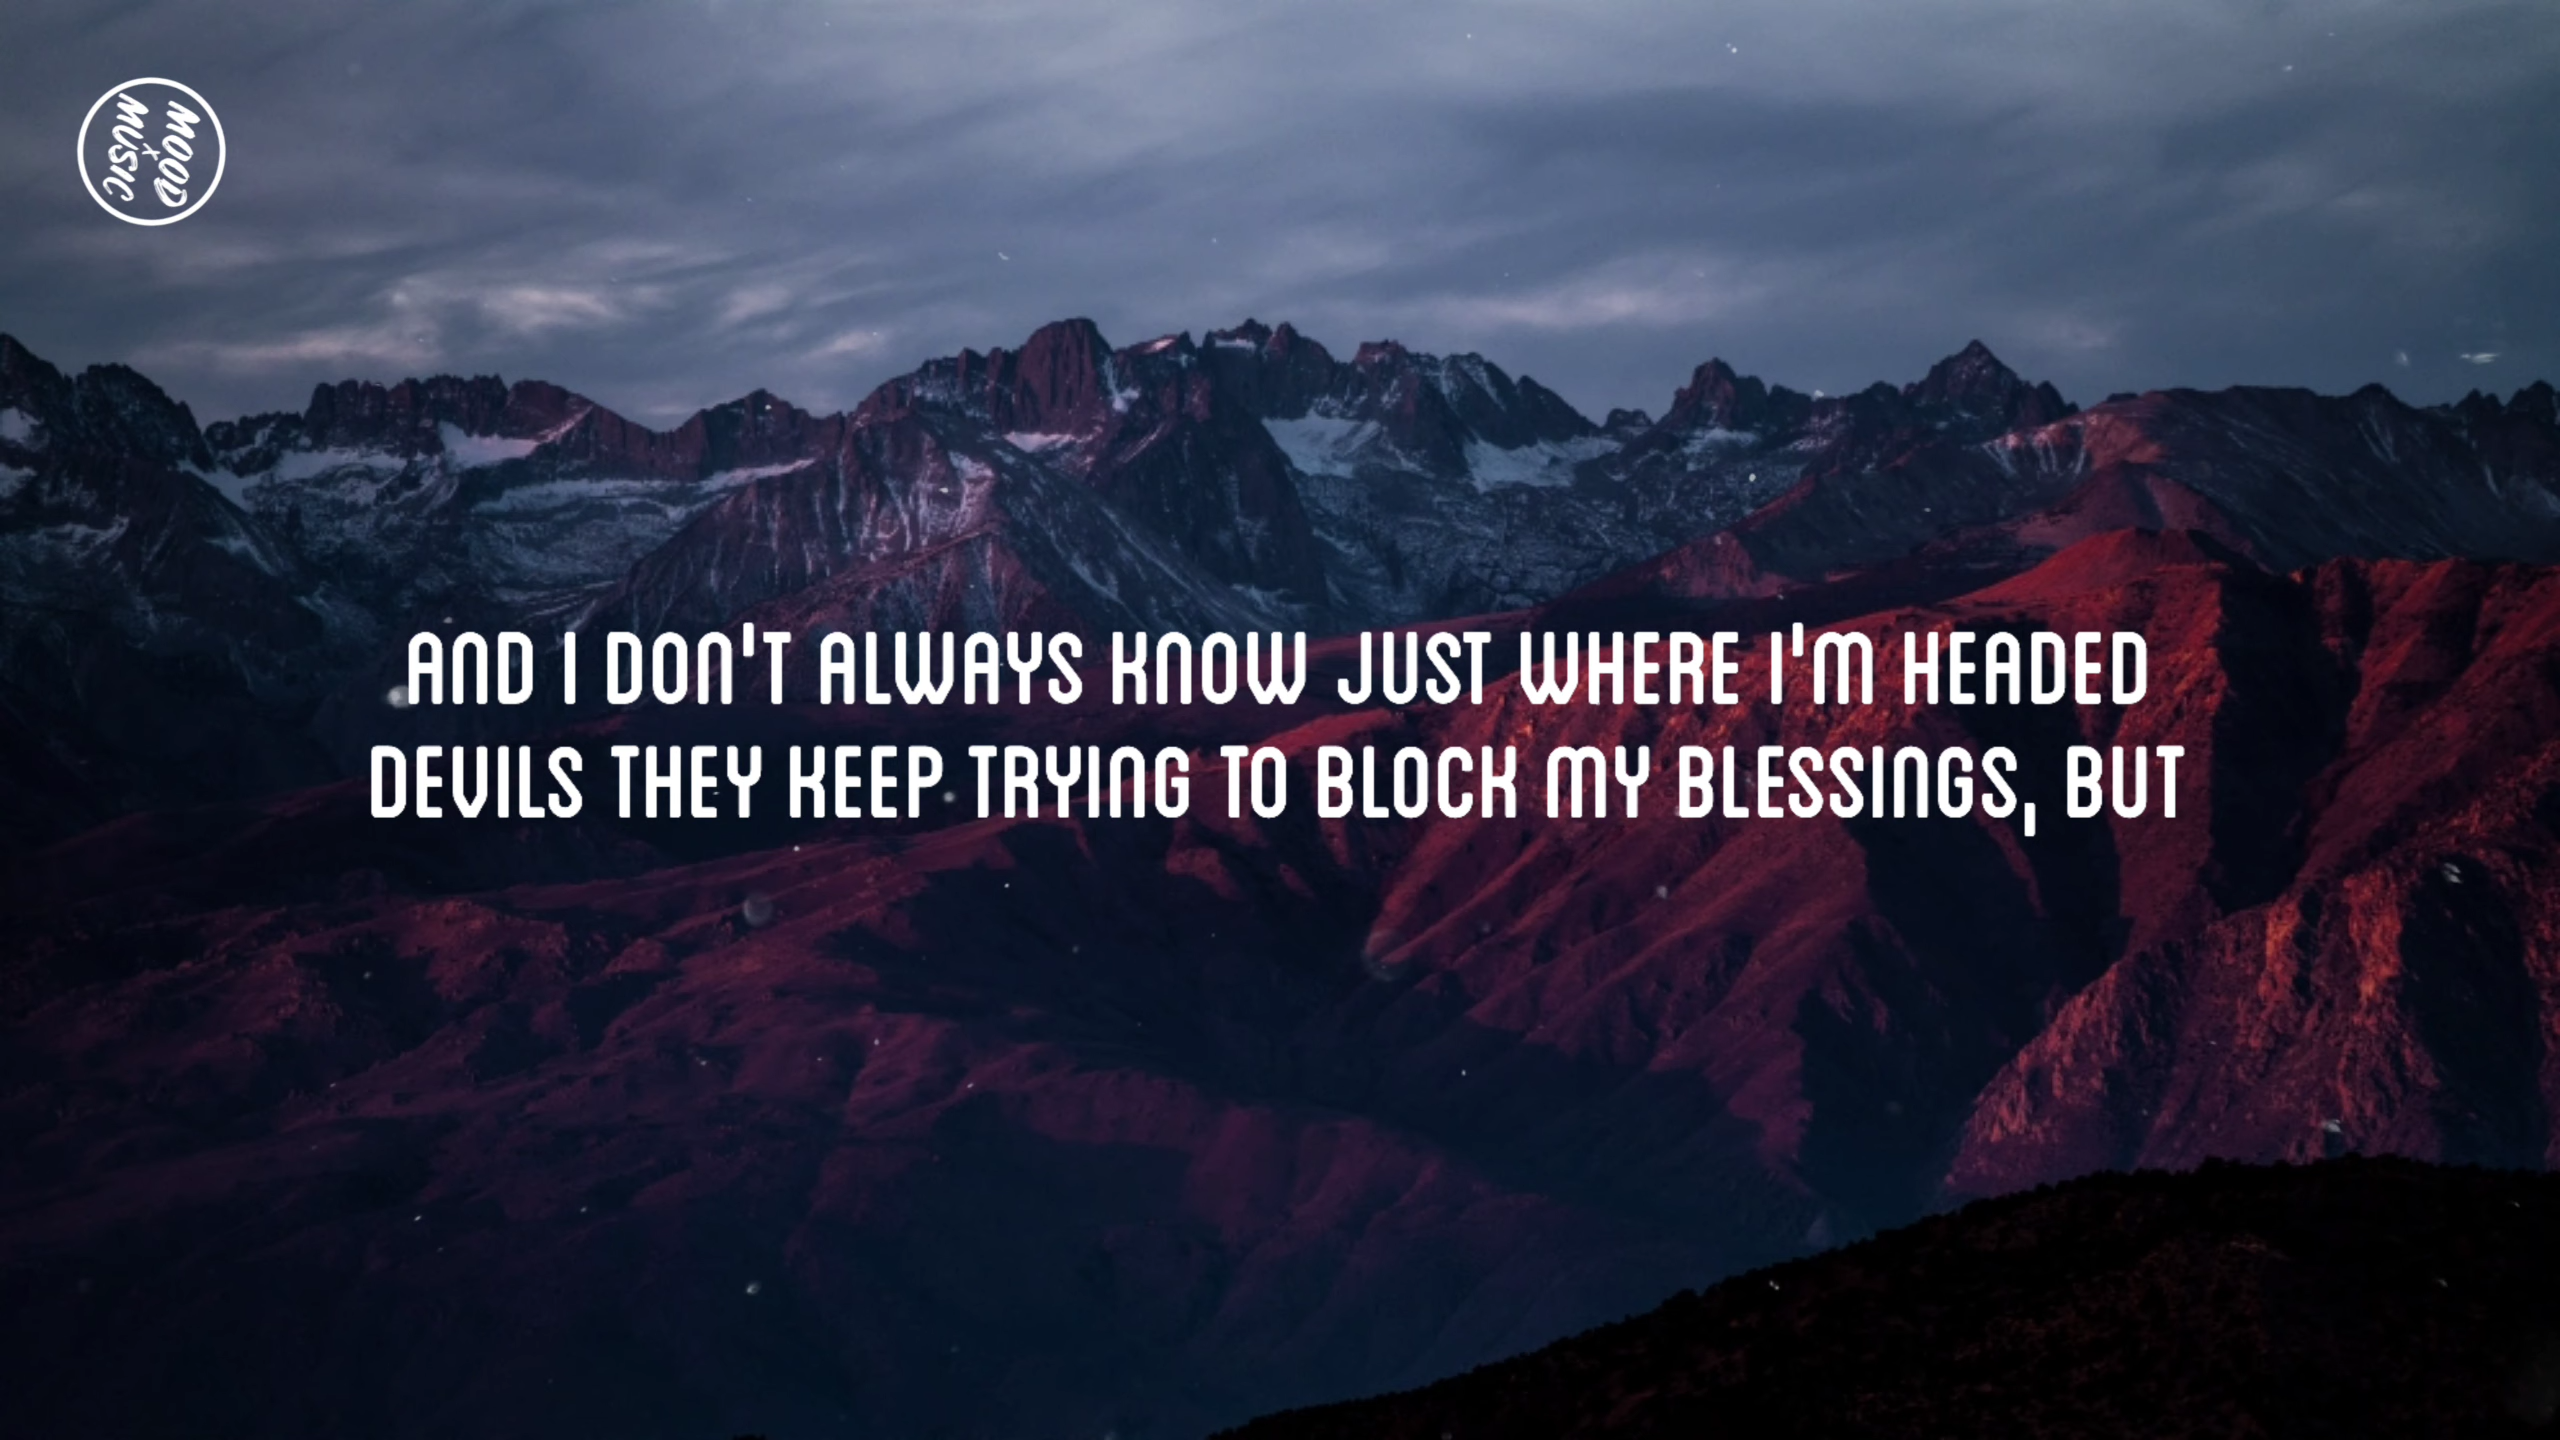 MOOD
x
MUSIC
AND I DON'T ALWAYS KNOW JUST WHERE I'M HEADED
DEVILS THEY KEEP TRYING TO BLOCK MY BLESSINGS, BUT